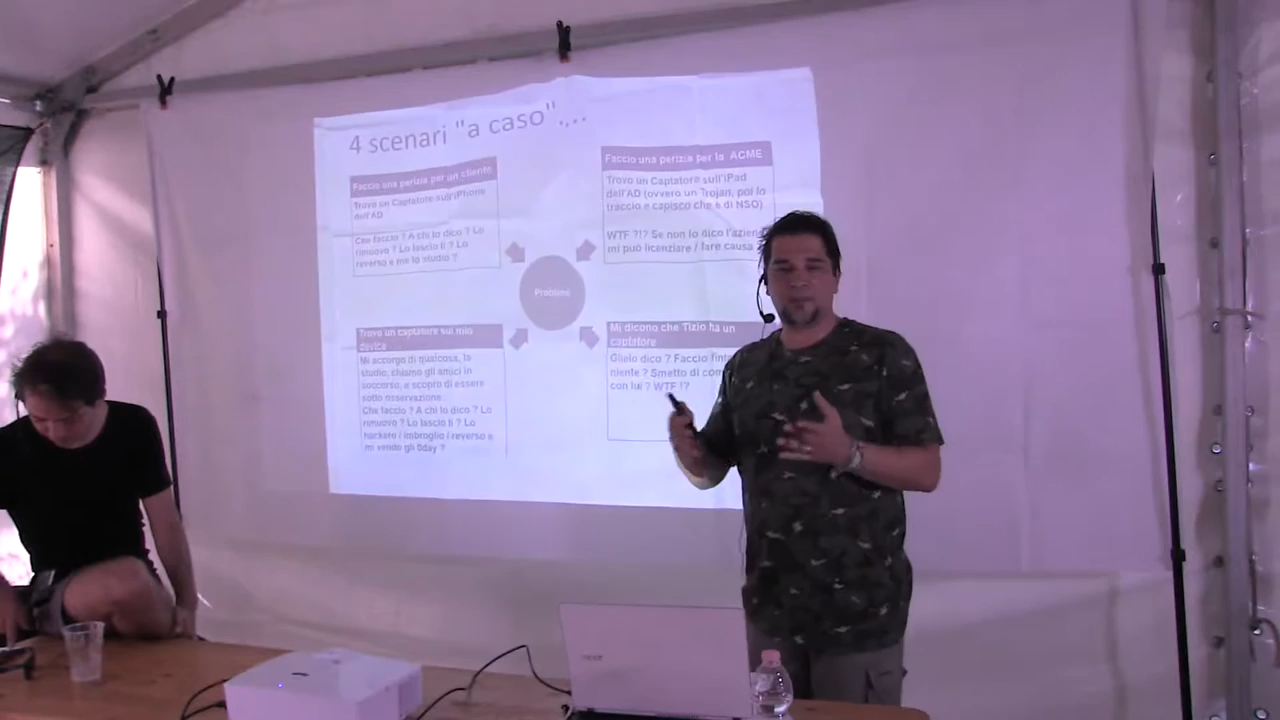 4 scenari "a caso"....
Faccio una perizia per un cliente
Trovo un Captatore sull'iPhone
dell'AD
Che faccio ? A chi lo dico ? Lo
rimuovo ? Lo lascio lì ? Lo
reverso e me lo studio ?
Faccio una perizia per la ACME
Trovo un Captatore sull'iPad
dell'AD (ovvero un Trojan, poi lo
traccio e capisco che è di NSO)
WTF ?!? Se non lo dico l'azien
mi può licenziare / fare causa
Problemi
Trovo un captatore sul mio
device
Mi accorgo di qualcosa, lo
studio, chiamo gli amici in
soccorso, e scopro di essere
sotto osservazione:
Che faccio ? A chi lo dico ? Lo
rimuovo ? Lo lascio lì ? Lo
hackero / imbroglio / reverso e
mi vendo gli 0day ?
Mi dicono che Tizio ha un
captatore
Glielo dico ? Faccio finta
niente ? Smetto di com
con lui ? WTF !?
acer